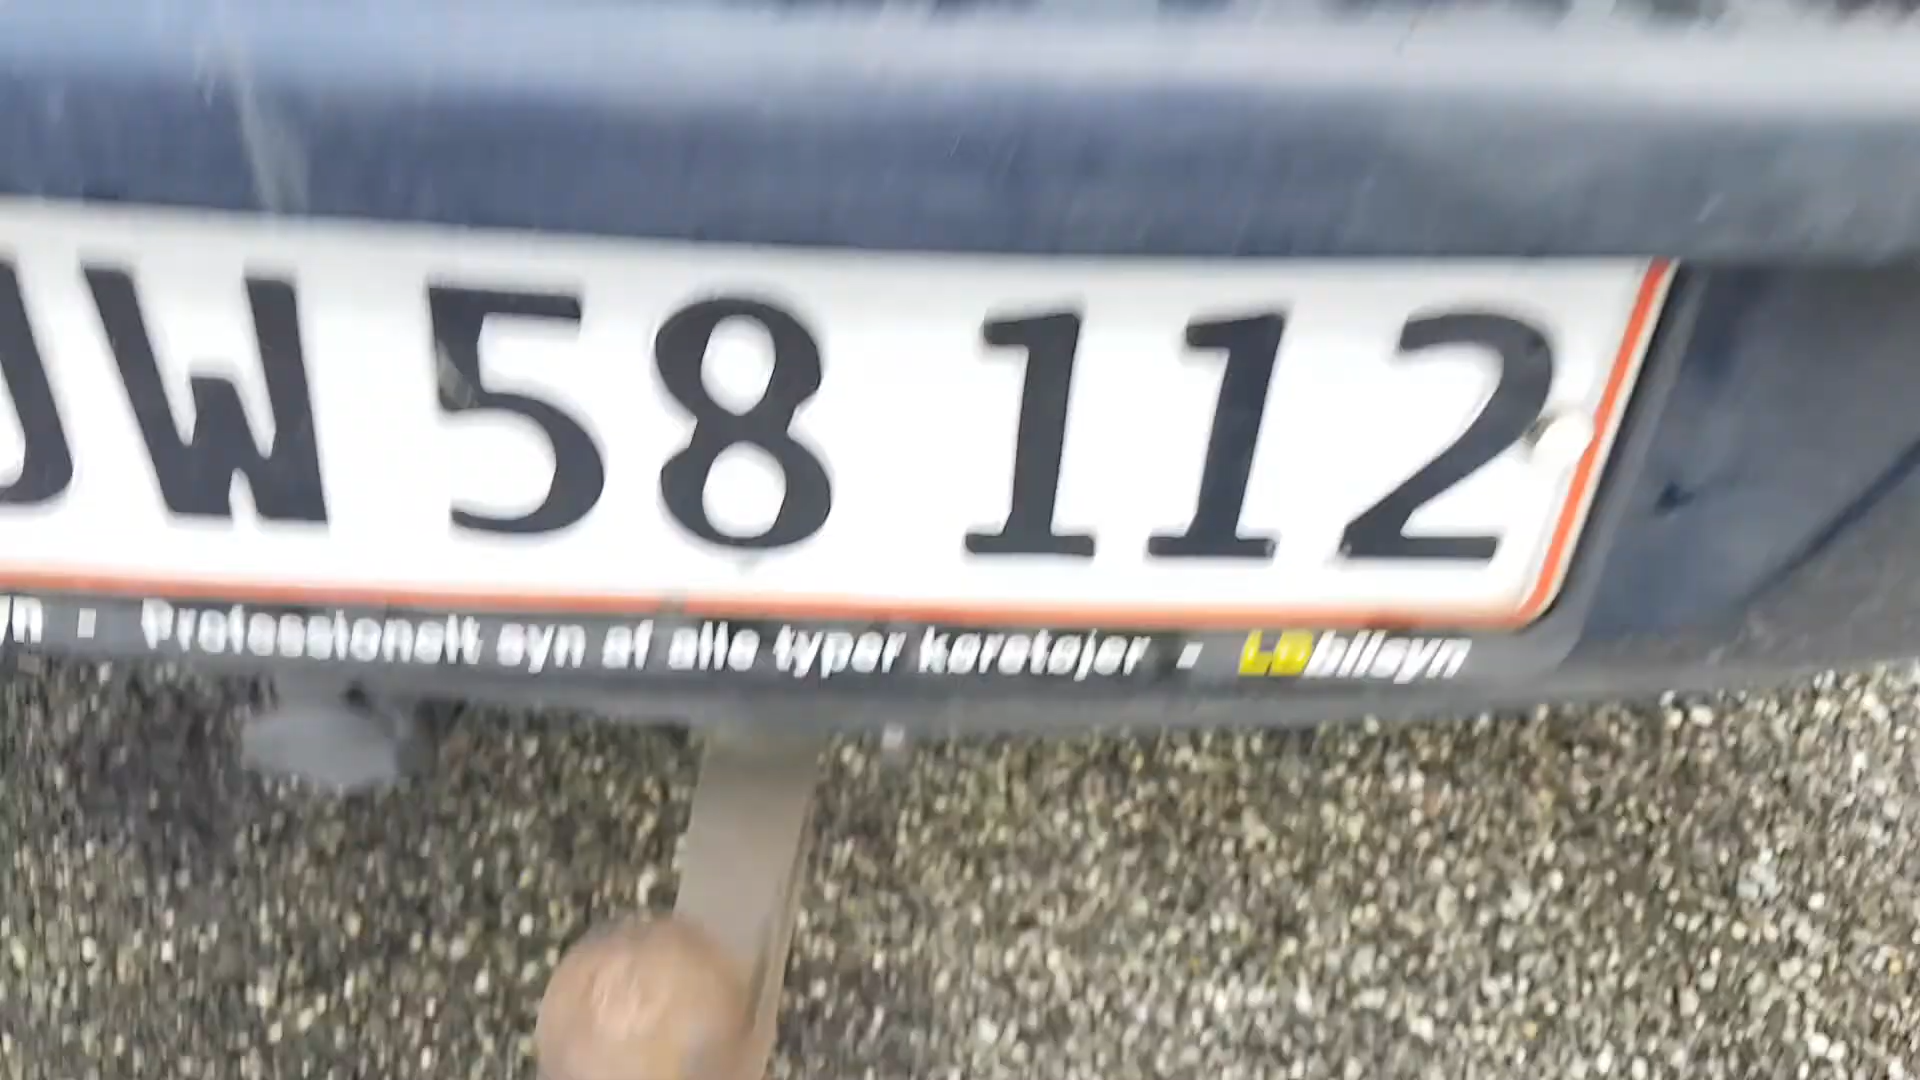 W 58 112
Professionelt syn af alle typer køretøjer · LBbilsyn